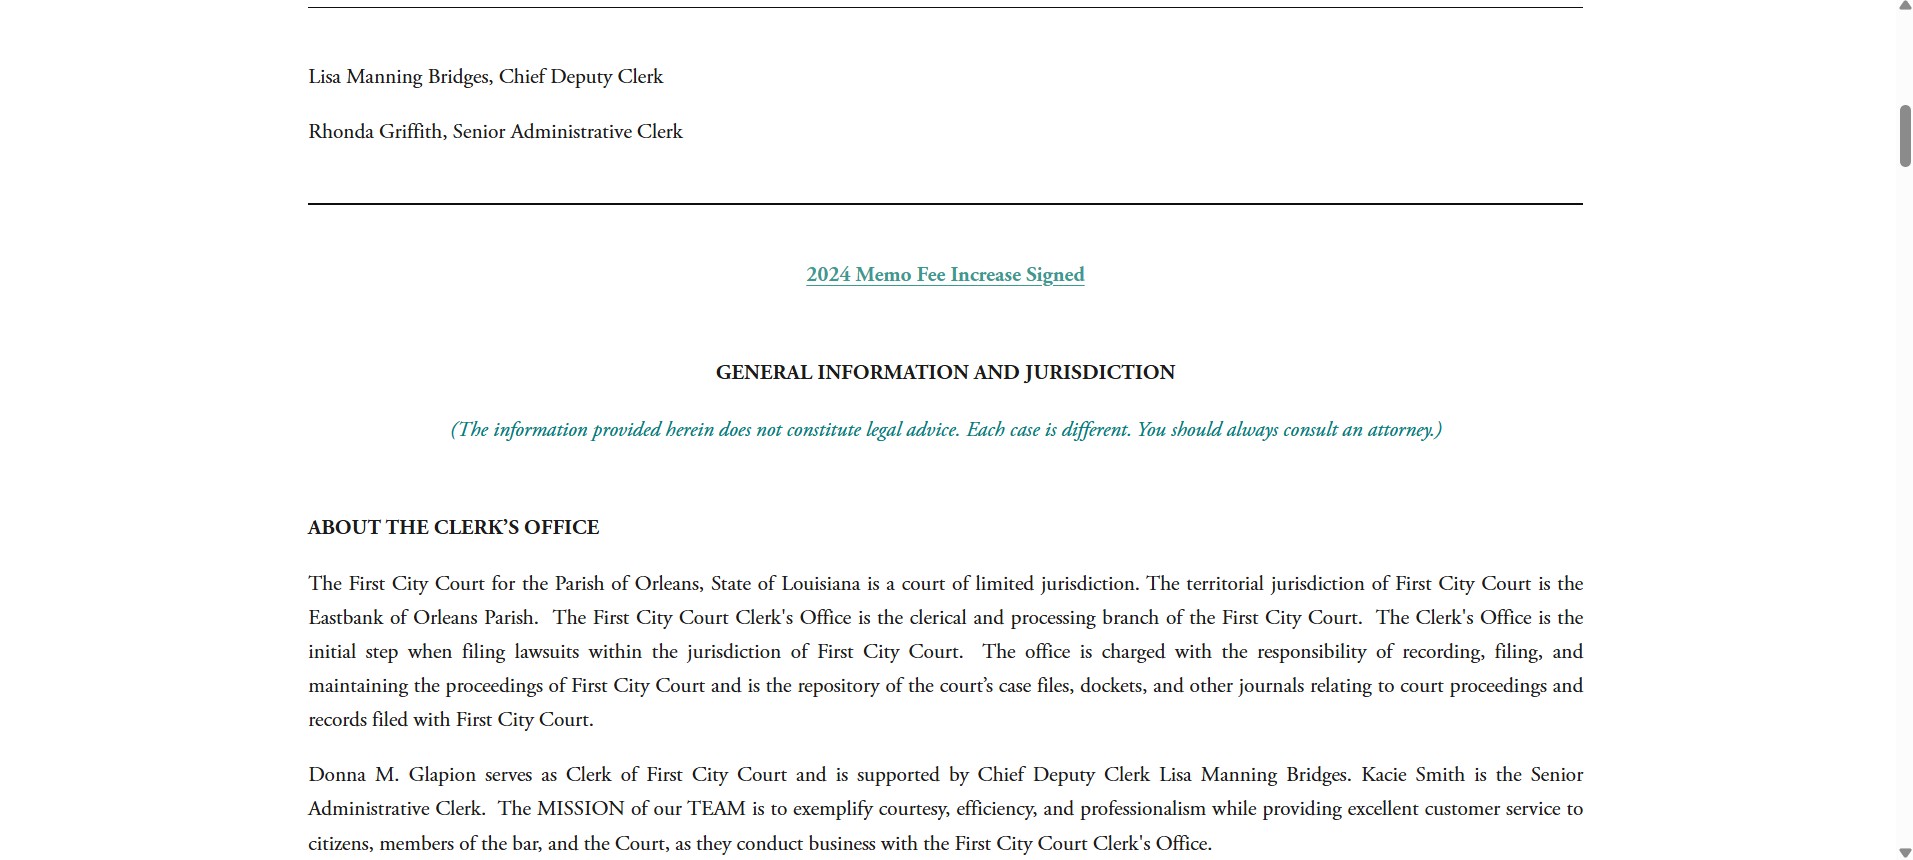 Lisa Manning Bridges, Chief Deputy Clerk
Rhonda Griffith, Senior Administrative Clerk
2024 Memo Fee Increase Signed
GENERAL INFORMATION AND JURISDICTION
(The information provided herein does not constitute legal advice. Each case is different. You should always consult an attorney.)
ABOUT THE CLERK’S OFFICE
The First City Court for the Parish of Orleans, State of Louisiana is a court of limited jurisdiction. The territorial jurisdiction of First City Court is the
Eastbank of Orleans Parish.  The First City Court Clerk's Office is the clerical and processing branch of the First City Court.  The Clerk's Office is the
initial step when filing lawsuits within the jurisdiction of First City Court.  The office is charged with the responsibility of recording, filing, and
maintaining the proceedings of First City Court and is the repository of the court’s case files, dockets, and other journals relating to court proceedings and
records filed with First City Court.
Donna M. Glapion serves as Clerk of First City Court and is supported by Chief Deputy Clerk Lisa Manning Bridges. Kacie Smith is the Senior
Administrative Clerk.  The MISSION of our TEAM is to exemplify courtesy, efficiency, and professionalism while providing excellent customer service to
citizens, members of the bar, and the Court, as they conduct business with the First City Court Clerk's Office.